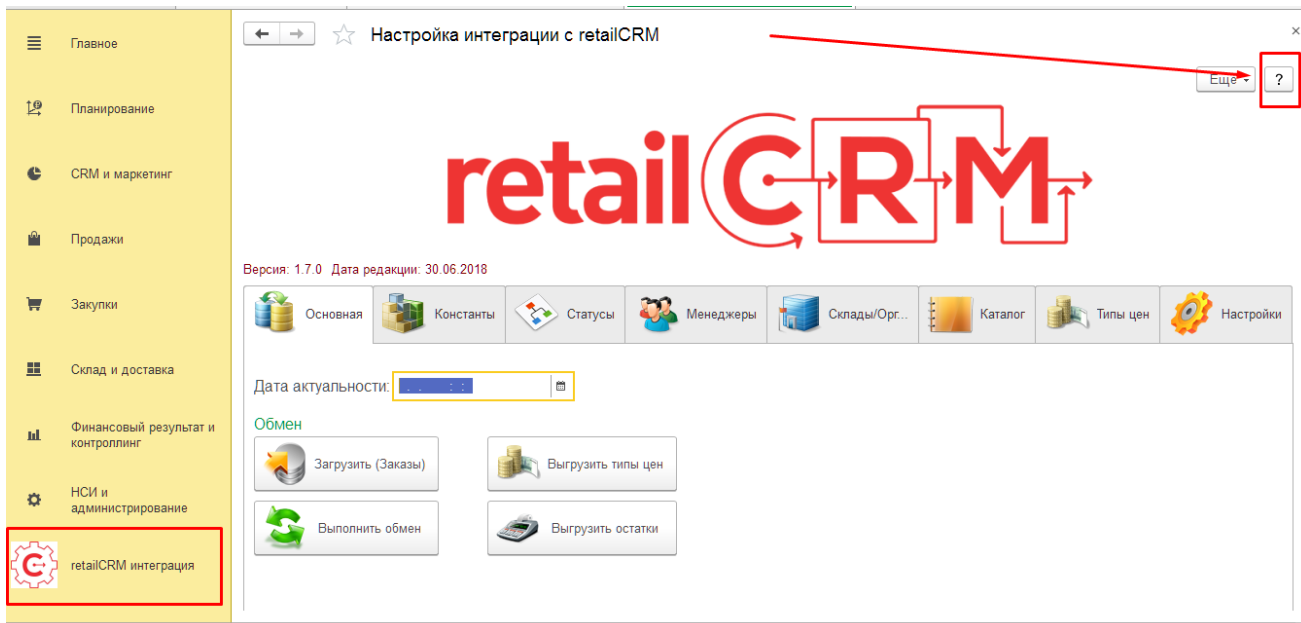 Главное
Планирование
CRM и маркетинг
Продажи
Закупки
Склад и доставка
Финансовый результат и
контроллинг
НСИ и
администрирование
retailCRM интеграция
Настройка интеграции с retailCRM
×
Еще
?
retailCRM
Версия: 1.7.0 Дата редакции: 30.06.2018
Основная
Константы
Статусы
Менеджеры
Склады/Орг...
Каталог
Типы цен
Настройки
Дата актуальности: . . : :
Обмен
Загрузить (Заказы)
Выгрузить типы цен
Выполнить обмен
Выгрузить остатки